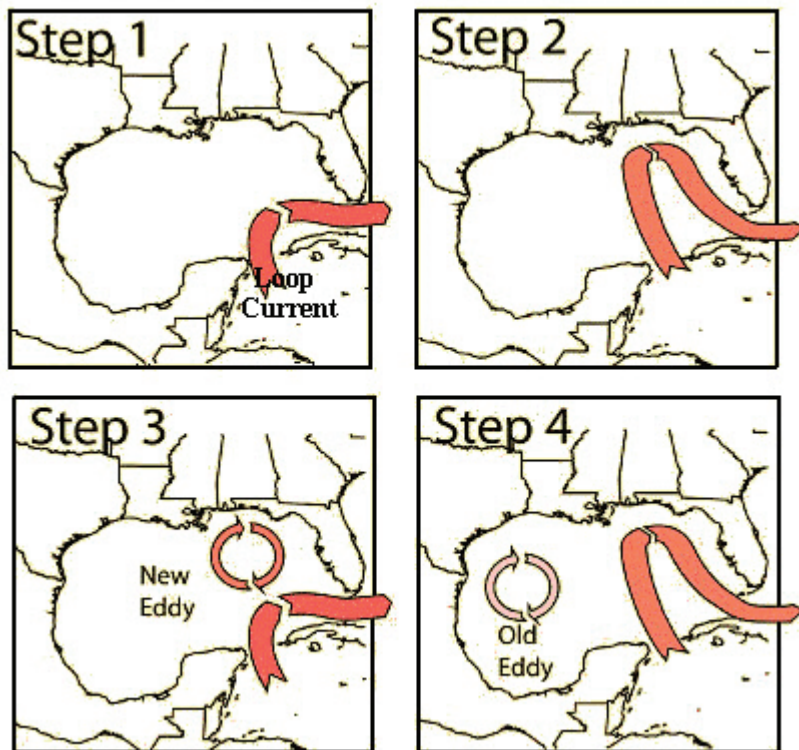 Step 1
Loop
Current
Step 2
Step 3
New
Eddy
Step 4
Old
Eddy